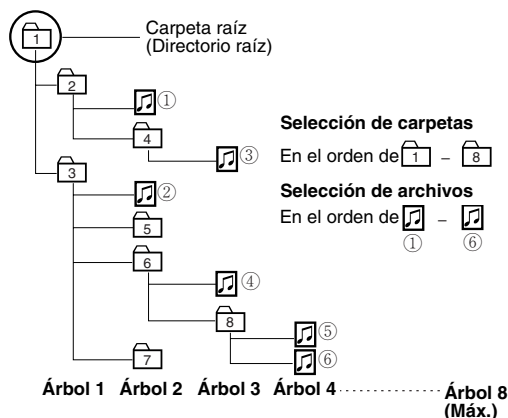 Carpeta raíz
(Directorio raíz)
1
2
①
4
③
3
②
5
6
④
8
⑤
⑥
7
Selección de carpetas
En el orden de 1 – 8
Selección de archivos
En el orden de –
① ⑥
Árbol 1 Árbol 2 Árbol 3 Árbol 4 Árbol 8
(Máx.)